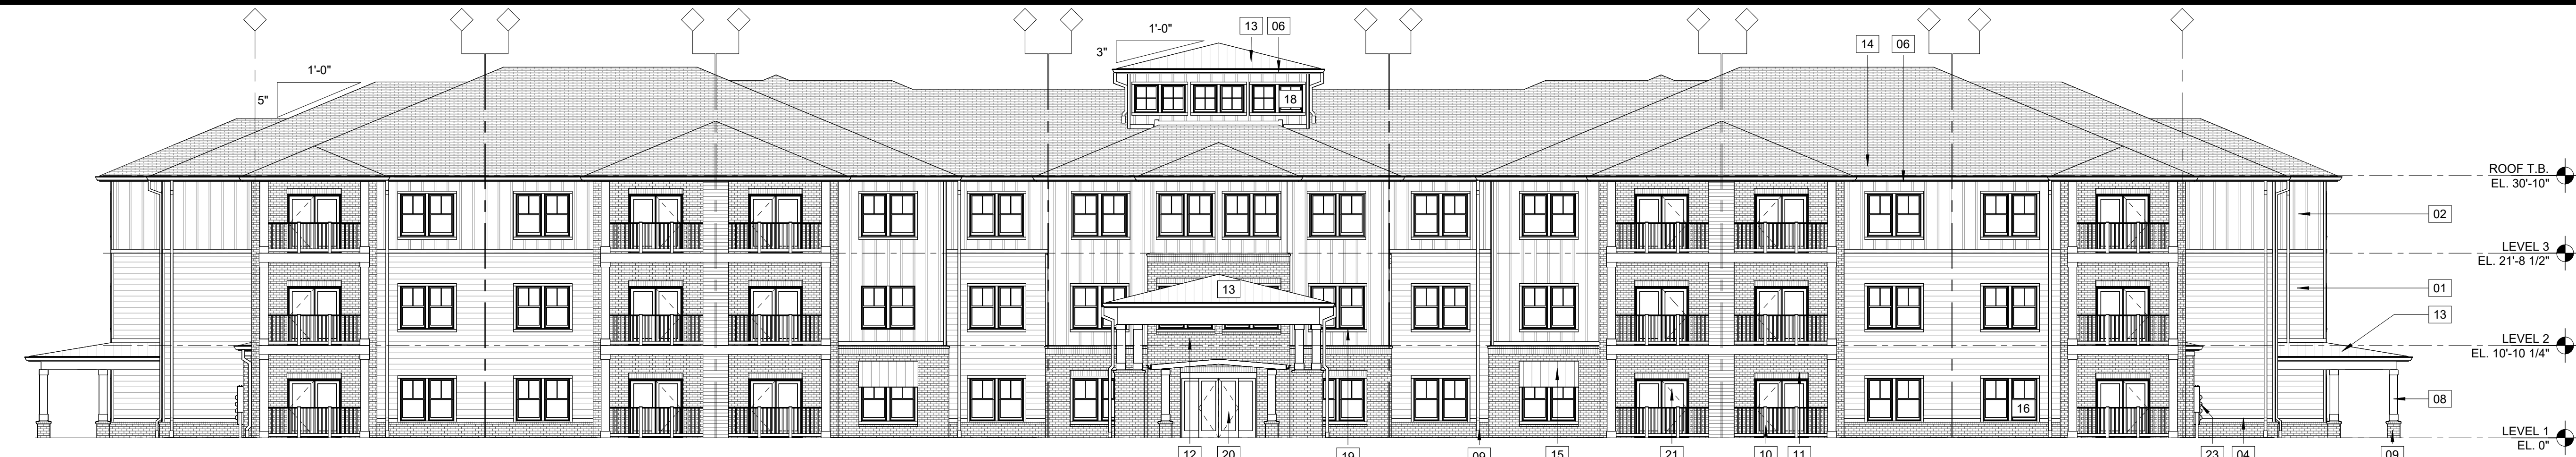 13 06
1'-0"
3"
14 06
1'-0"
5"
18
ROOF T.B.
EL. 30'-10"
02
LEVEL 3
EL. 21'-8 1/2"
13
01
13
LEVEL 2
EL. 10'-10 1/4"
08
16
LEVEL 1
EL. 0"
12 20 19 09 15 21 10 11 23 04 09